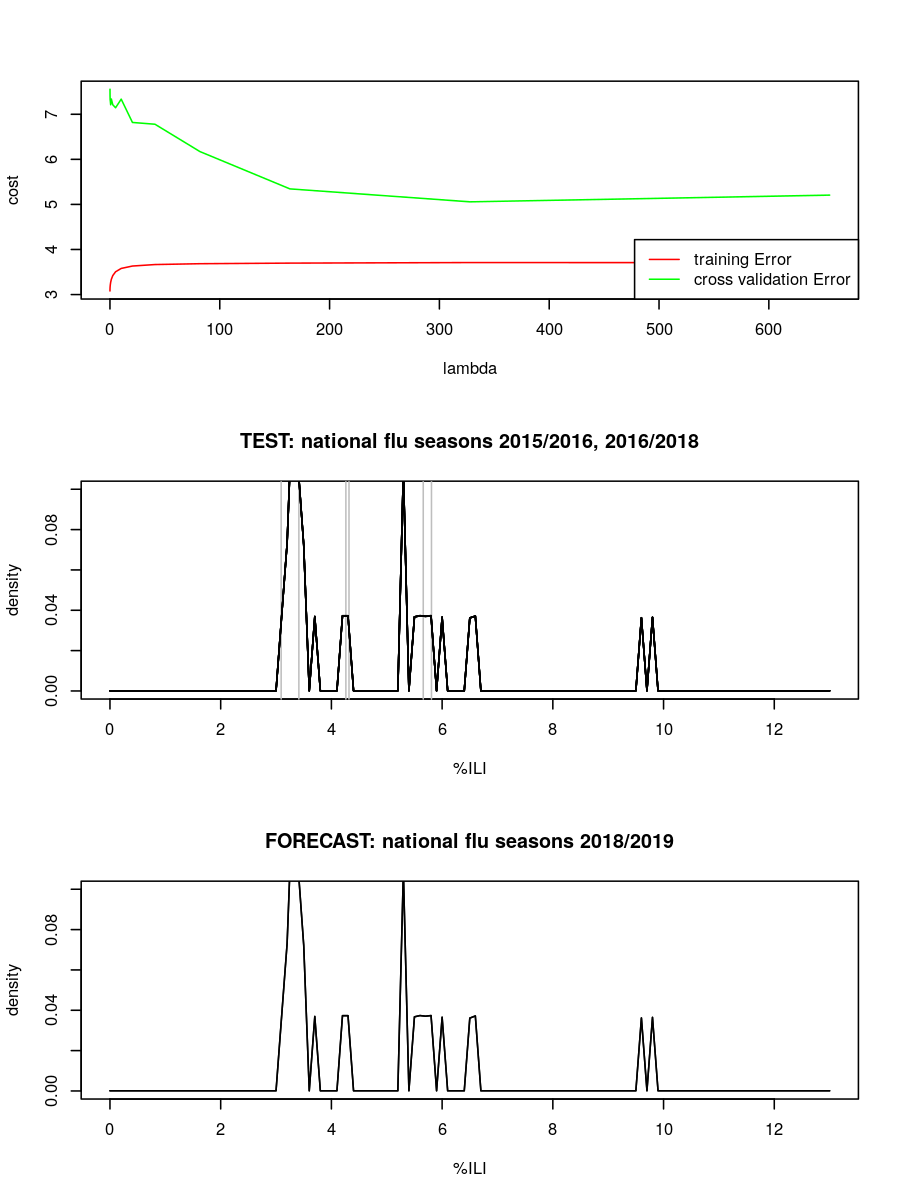 7
6
5
4
3
cost
training Error
cross validation Error
0 100 200 300 400 500 600
lambda
TEST: national flu seasons 2015/2016, 2016/2018
0.08
0.04
0.00
density
0 2 4 6 8 10 12
%ILI
FORECAST: national flu seasons 2018/2019
0.08
0.04
0.00
density
0 2 4 6 8 10 12
%ILI